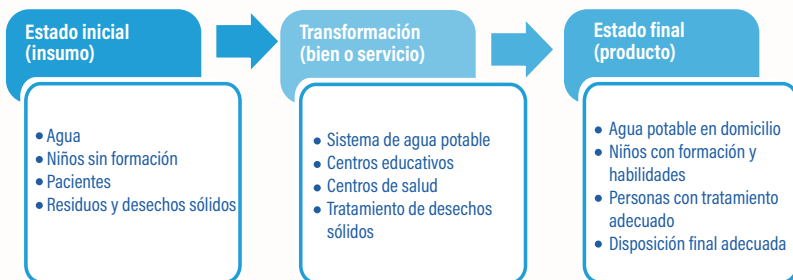 Estado inicial
(insumo)
Agua
Niños sin formación
Pacientes
Residuos y desechos sólidos
Transformación
(bien o servicio)
Sistema de agua potable
Centros educativos
Centros de salud
Tratamiento de desechos
sólidos
Estado final
(producto)
Agua potable en domicilio
Niños con formación y
habilidades
Personas con tratamiento
adecuado
Disposición final adecuada